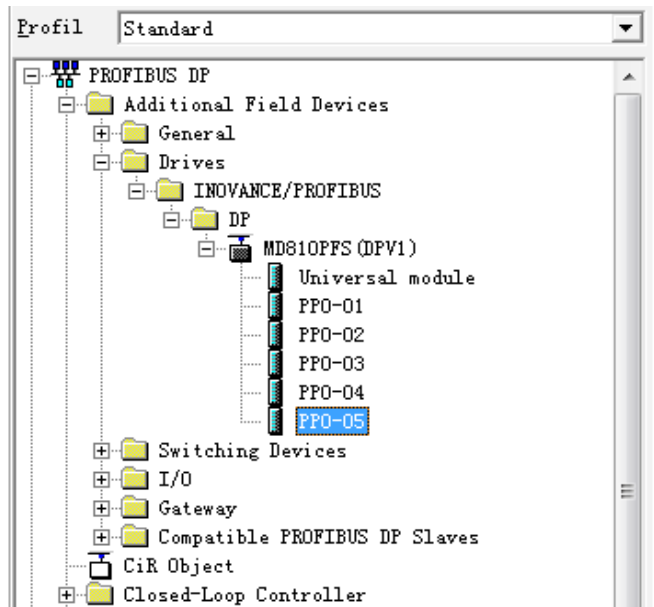 Profil Standard
PROFIBUS DP
Additional Field Devices
General
Drives
INOVANCE/PROFIBUS
DP
MD810PFS(DPV1)
Universal module
PPO-01
PPO-02
PPO-03
PPO-04
PPO-05
Switching Devices
I/O
Gateway
Compatible PROFIBUS DP Slaves
CiR Object
Closed-Loop Controller